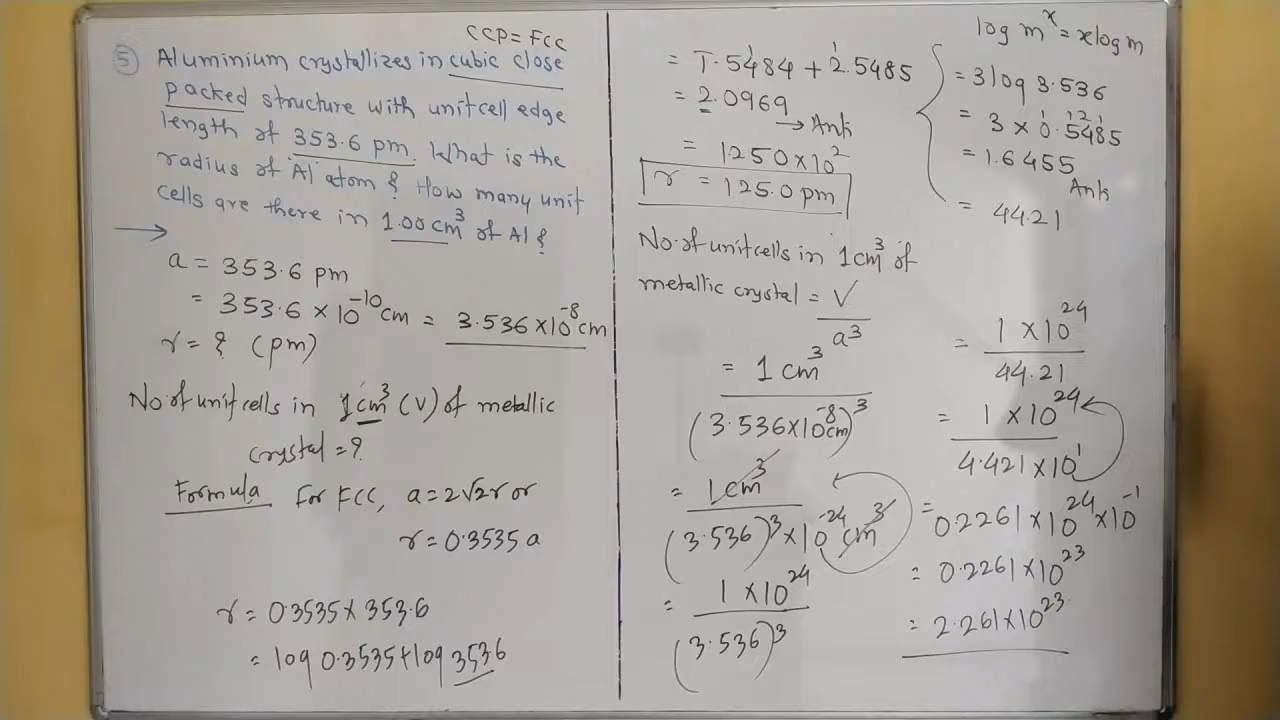 CCP = FCC
⑤ Aluminium crystallizes in cubic close
packed structure with unit cell edge
length of 353.6 pm. What is the
radius of Al atom ? How many unit
cells are there in 1.00 cm³ of Al ?
→
a = 353.6 pm
= 353.6 × 10⁻¹⁰ cm = 3.536 × 10⁻⁸ cm
r = ? (pm)
No. of unit cells in 1cm³ (V) of metallic
crystal = ?
Formula For FCC, a = 2√2 r or
r = 0.3535 a
r = 0.3535 × 353.6
= log 0.3535 + log 353.6
= 1̅.5484 + 2.5485
= 2.0969
→ Antі
= 1250 × 10²
r = 125.0 pm
log mˣ = x log m
= 3 log 3.536
= 3 × 0.5485
= 1.6455
Anti
= 44.21
No. of unit cells in 1cm³ of
metallic crystal = V
a³
= 1 cm³
(3.536 × 10⁻⁸ cm)³
= 1 cm³
(3.536)³ × 10⁻²⁴ cm³
= 1 × 10²⁴
(3.536)³
= 1 × 10²⁴
44.21
= 1 × 10²⁴
4.421 × 10¹
= 0.2261 × 10²⁴ × 10⁻¹
= 0.2261 × 10²³
= 2.261 × 10²³